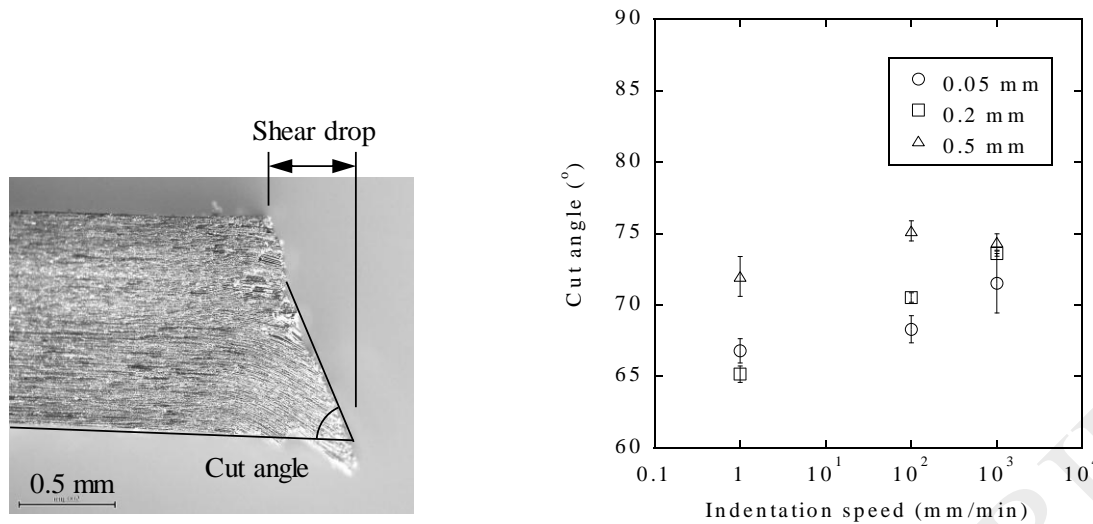 Shear drop
Cut angle
0.5 mm
90
85
80
75
70
65
60
Cut angle (°)
0.05 mm
0.2 mm
0.5 mm
0.1 1 10¹ 10² 10³
Indentation speed (mm/min)